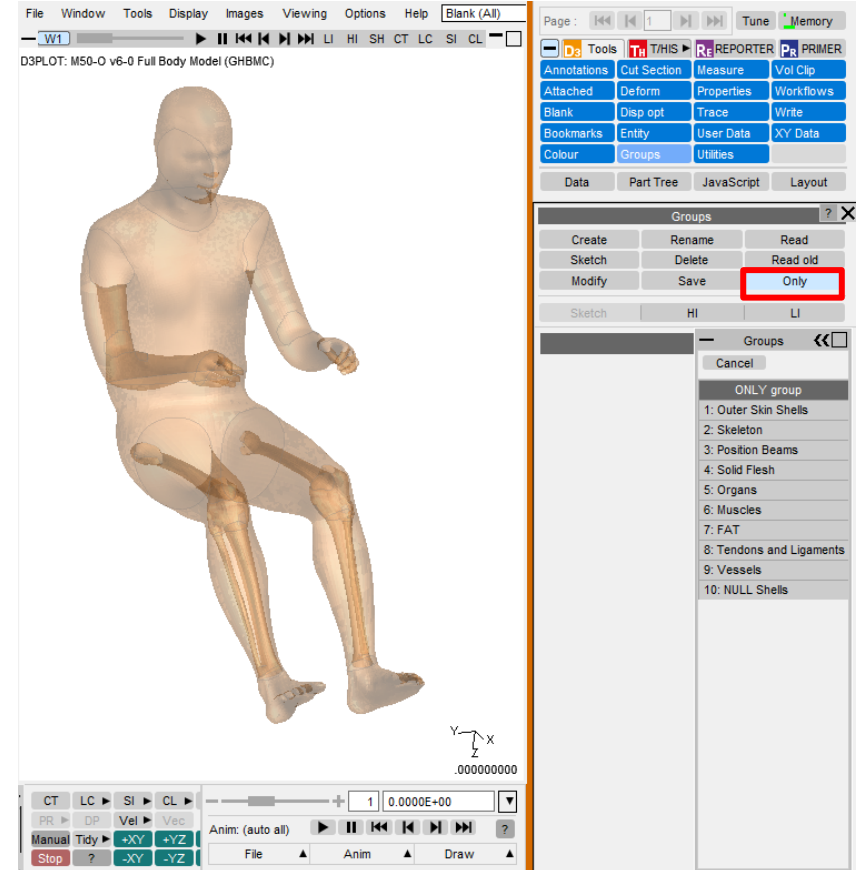 File Window Tools Display Images Viewing Options Help Blank (All)
W1 LI HI SH CT LC SI CL
D3PLOT: M50-O v6-0 Full Body Model (GHBMC)
Y X
Z
.000000000
CT LC SI CL
PR DP Vel Vec
Manual Tidy +XY +YZ
Stop ? -XY -YZ
1 0.0000E+00
Anim: (auto all) ?
File Anim Draw
Page : 1 Tune Memory
D3 Tools TH T/HIS RE REPORTER PR PRIMER
Annotations Cut Section Measure Vol Clip
Attached Deform Properties Workflows
Blank Disp opt Trace Write
Bookmarks Entity User Data XY Data
Colour Groups Utilities
Data Part Tree JavaScript Layout
Groups ? X
Create Rename Read
Sketch Delete Read old
Modify Save Only
Sketch HI LI
Groups
Cancel
ONLY group
1: Outer Skin Shells
2: Skeleton
3: Position Beams
4: Solid Flesh
5: Organs
6: Muscles
7: FAT
8: Tendons and Ligaments
9: Vessels
10: NULL Shells